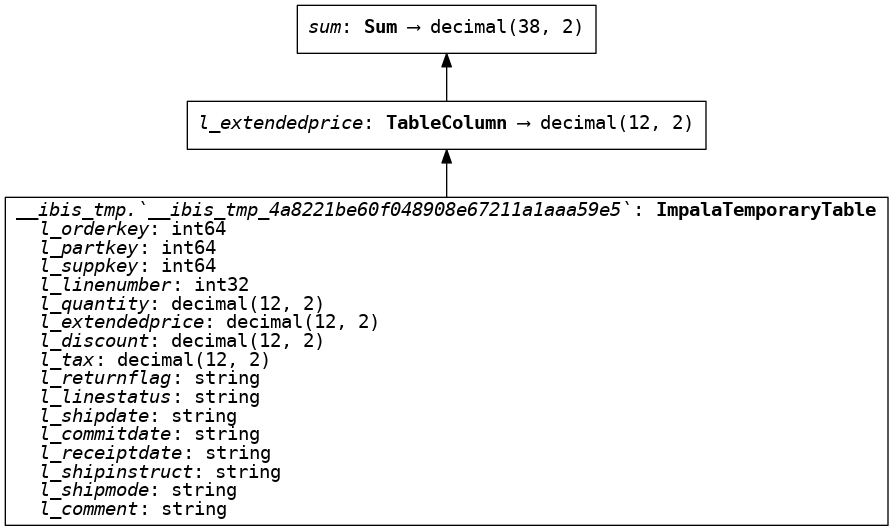 sum: Sum → decimal(38, 2)
l_extendedprice: TableColumn → decimal(12, 2)
__ibis_tmp.`__ibis_tmp_4a8221be60f048908e67211a1aaa59e5`: ImpalaTemporaryTable
l_orderkey: int64
l_partkey: int64
l_suppkey: int64
l_linenumber: int32
l_quantity: decimal(12, 2)
l_extendedprice: decimal(12, 2)
l_discount: decimal(12, 2)
l_tax: decimal(12, 2)
l_returnflag: string
l_linestatus: string
l_shipdate: string
l_commitdate: string
l_receiptdate: string
l_shipinstruct: string
l_shipmode: string
l_comment: string